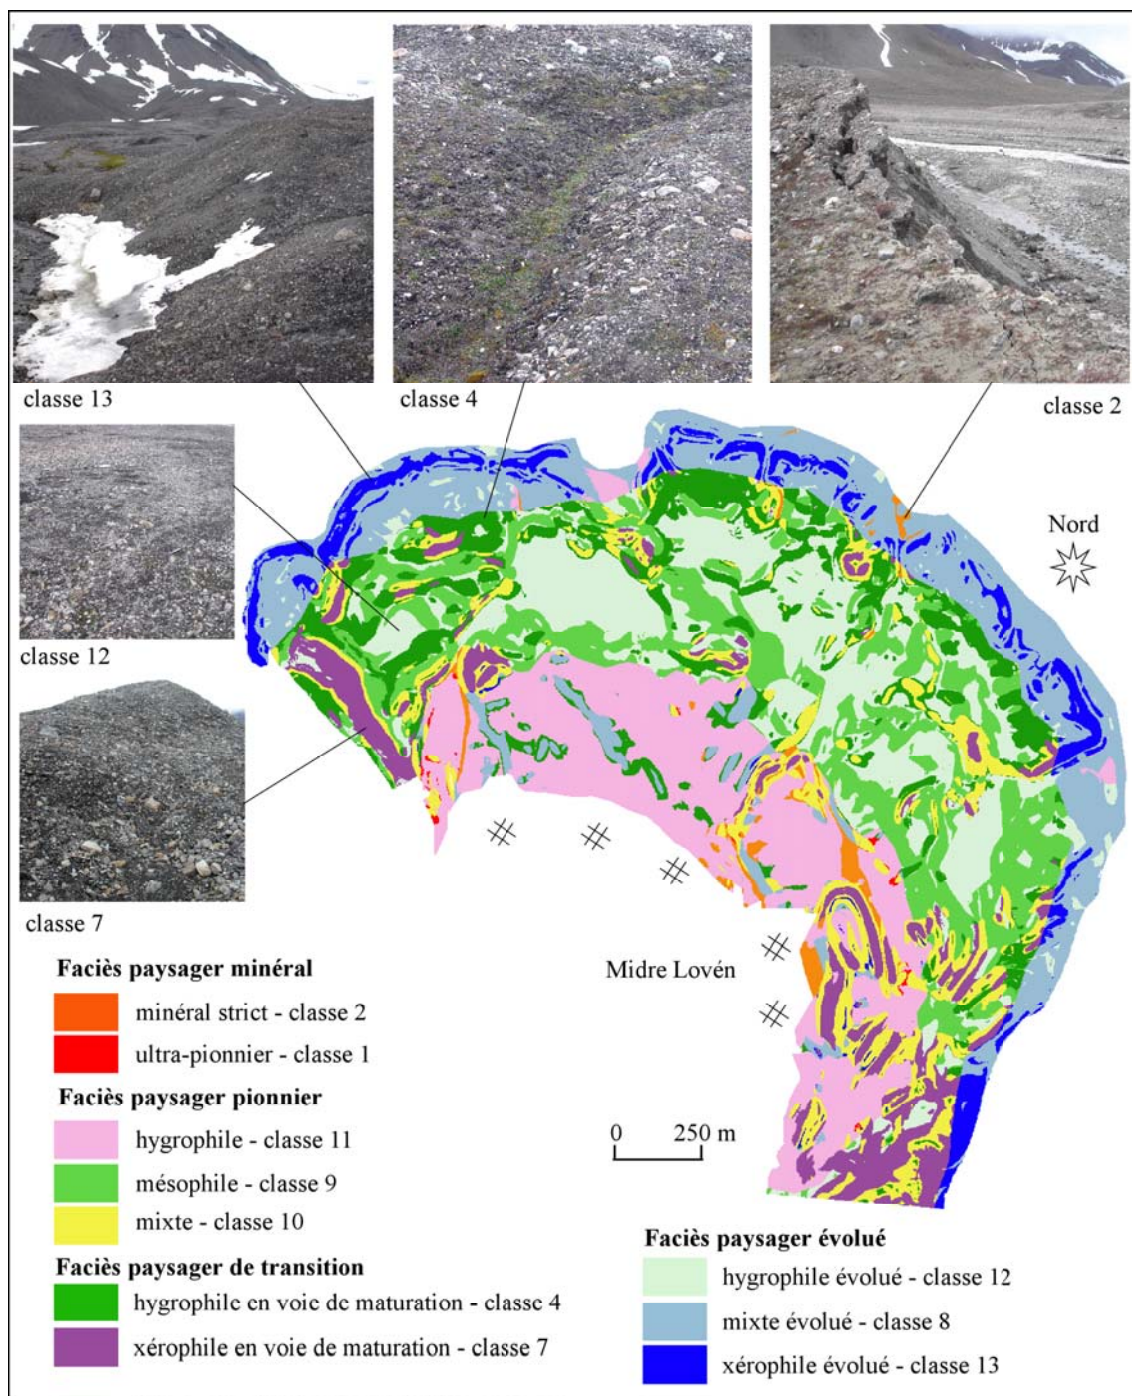 classe 13
classe 4
classe 2
classe 12
classe 7
Nord
Midre Lovén
0 250 m
Faciès paysager minéral
minéral strict - classe 2
ultra-pionnier - classe 1
Faciès paysager pionnier
hygrophile - classe 11
mésophile - classe 9
mixte - classe 10
Faciès paysager de transition
hygrophile en voie de maturation - classe 4
xérophile en voie de maturation - classe 7
Faciès paysager évolué
hygrophile évolué - classe 12
mixte évolué - classe 8
xérophile évolué - classe 13